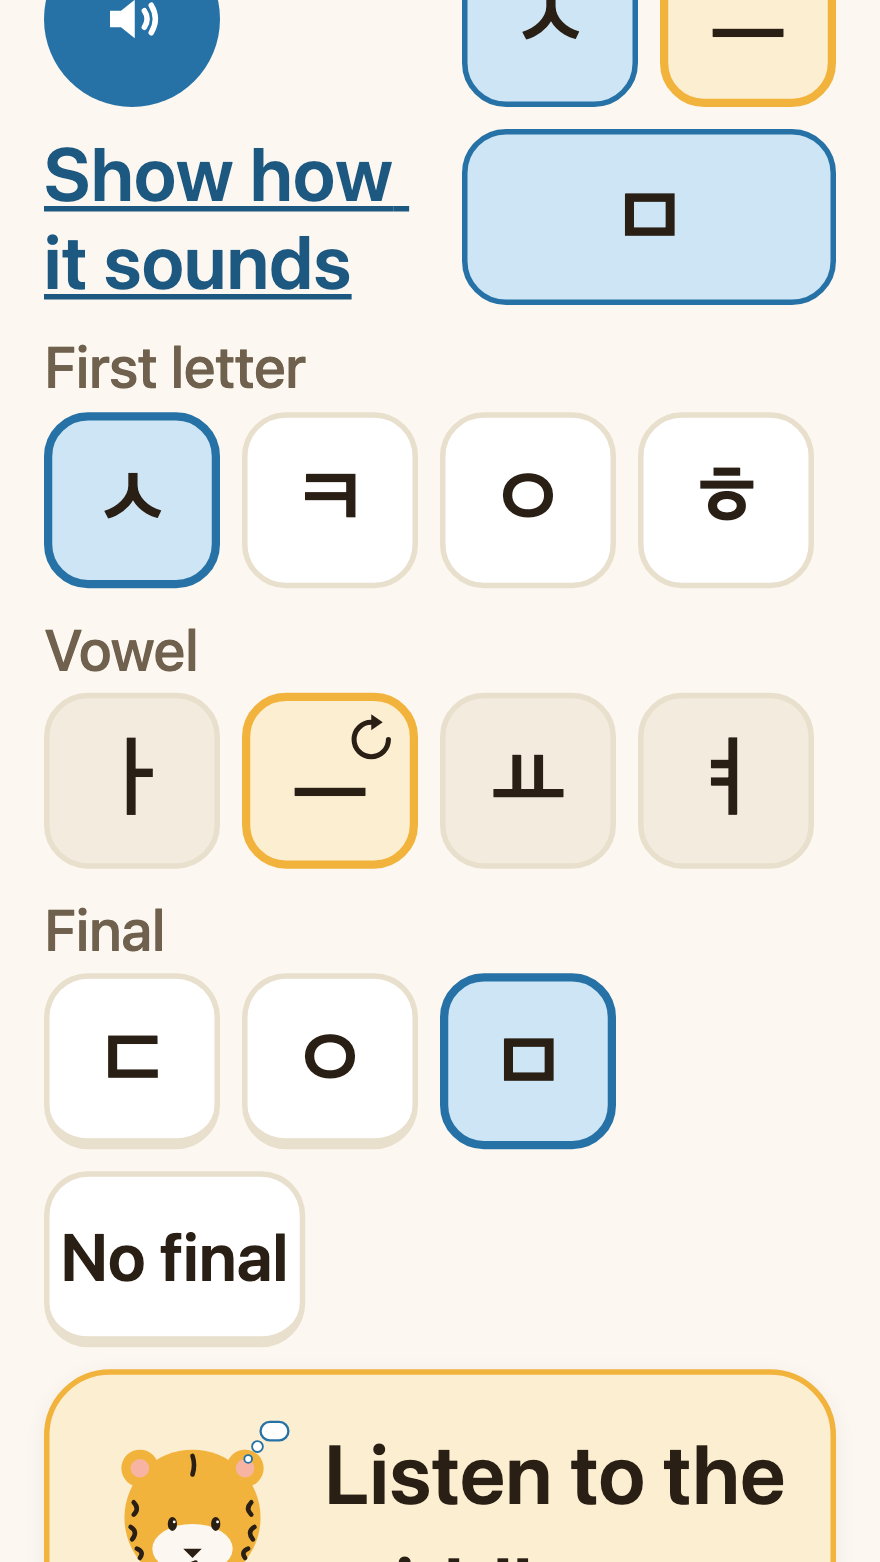 ㅅ ㅡ
Show how
it sounds
ㅁ
First letter
ㅅ ㅋ ㅇ ㅎ
Vowel
ㅏ ㅡ ㅛ ㅕ
Final
ㄷ ㅇ ㅁ
No final
Listen to the